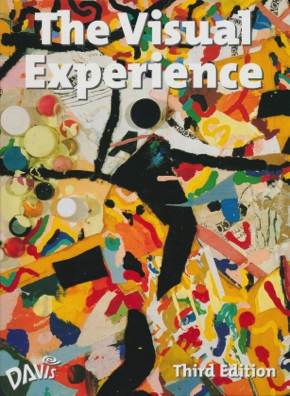 The Visual
Experience
DAVIS
Third Edition